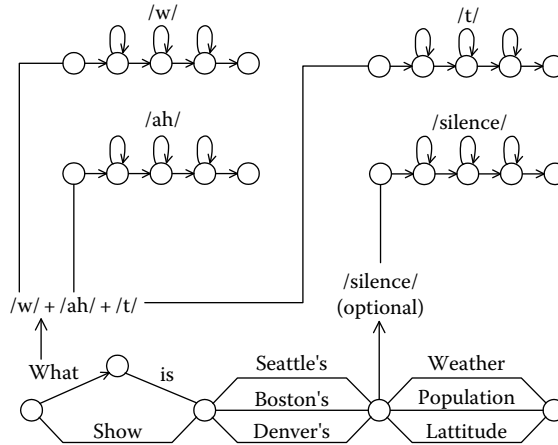 /w/ /t/
/ah/ /silence/
/w/ + /ah/ + /t/
/silence/
(optional)
What is Seattle's Weather
Boston's Population
Show Denver's Lattitude